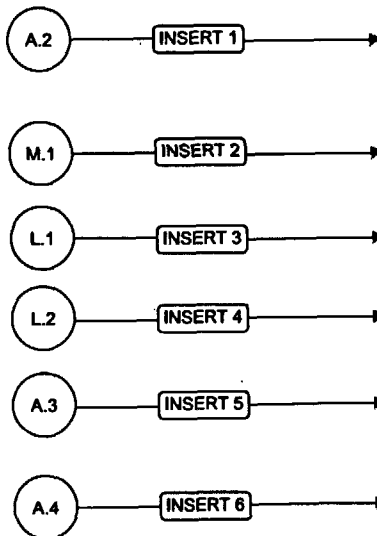 A.2 INSERT 1
M.1 INSERT 2
L.1 INSERT 3
L.2 INSERT 4
A.3 INSERT 5
A.4 INSERT 6